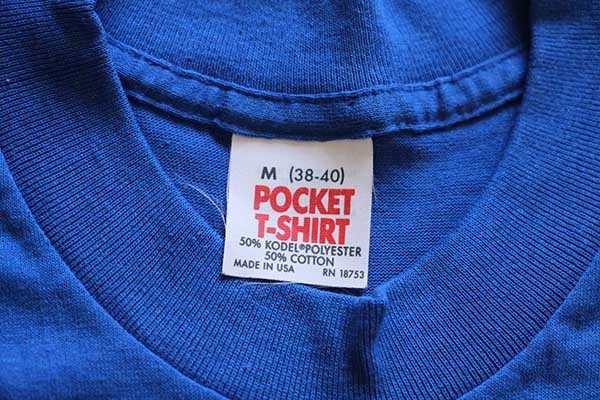 M (38-40)
POCKET
T-SHIRT
50% KODEL®POLYESTER
50% COTTON
MADE IN USA RN 18753